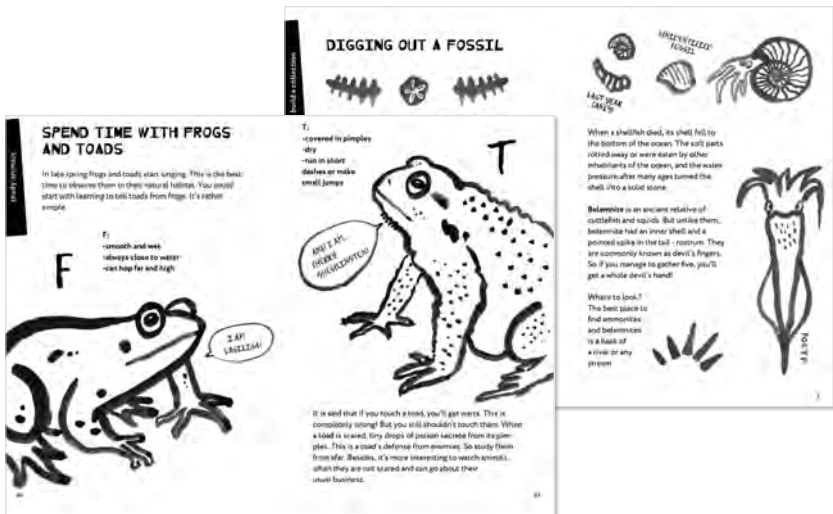 build a collection
DIGGING OUT A FOSSIL
FOSSIL
LAST YEAR
When a shellfish died, its shell fell to
the bottom of the ocean. The soft parts
rotted away or were eaten by other
inhabitants of the ocean, and the water
pressure after many ages turned the
shell into a solid stone.
Belemnite is an ancient relative of
cuttlefish and squids. But unlike them,
belemnite had an inner shell and a
pointed spike in the tail - rostrum. They
are commonly known as devil's fingers.
So if you manage to gather five, you'll
get a whole devil's hand!
Where to look?
The best place to
find ammonites
and belemnites
is a bank of
a river or any
stream
study animals
SPEND TIME WITH FROGS
AND TOADS
In late spring frogs and toads start singing. This is the best
time to observe them in their natural habitat. You could
start with learning to tell toads from frogs. It's rather
simple.
F:
-smooth and wet
-always close to water
-can hop far and high
F
I AM
T:
-covered in pimples
-dry
-run in short
dashes or make
small jumps
T
AND I AM
It is said that if you touch a toad, you'll get warts. This is
completely wrong! But you still shouldn't touch them. When
a toad is scared, tiny drops of poison secrete from its pim-
ples. This is a toad's defense from enemies. So study them
from afar. Besides, it's more interesting to watch animals
when they are not scared and can go about their
usual business.